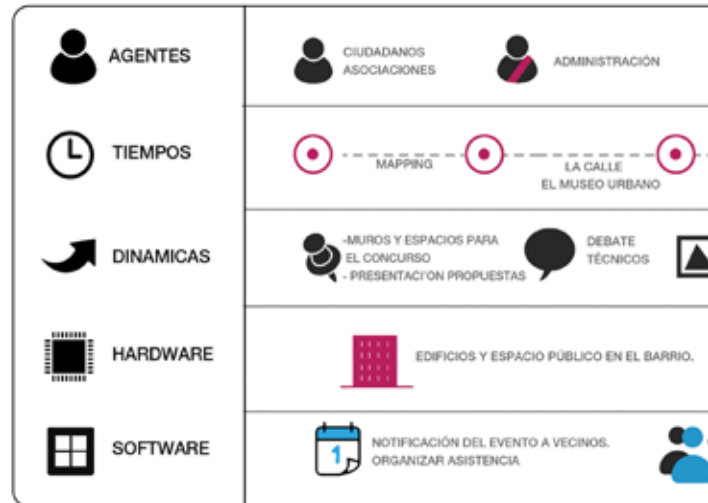 AGENTES
CIUDADANOS
ASOCIACIONES
ADMINISTRACIÓN
TIEMPOS
MAPPING
LA CALLE
EL MUSEO URBANO
DINAMICAS
-MUROS Y ESPACIOS PARA
EL CONCURSO
- PRESENTACI'ON PROPUESTAS
DEBATE
TÉCNICOS
HARDWARE
EDIFICIOS Y ESPACIO PÚBLICO EN EL BARRIO.
SOFTWARE
1
NOTIFICACIÓN DEL EVENTO A VECINOS.
ORGANIZAR ASISTENCIA